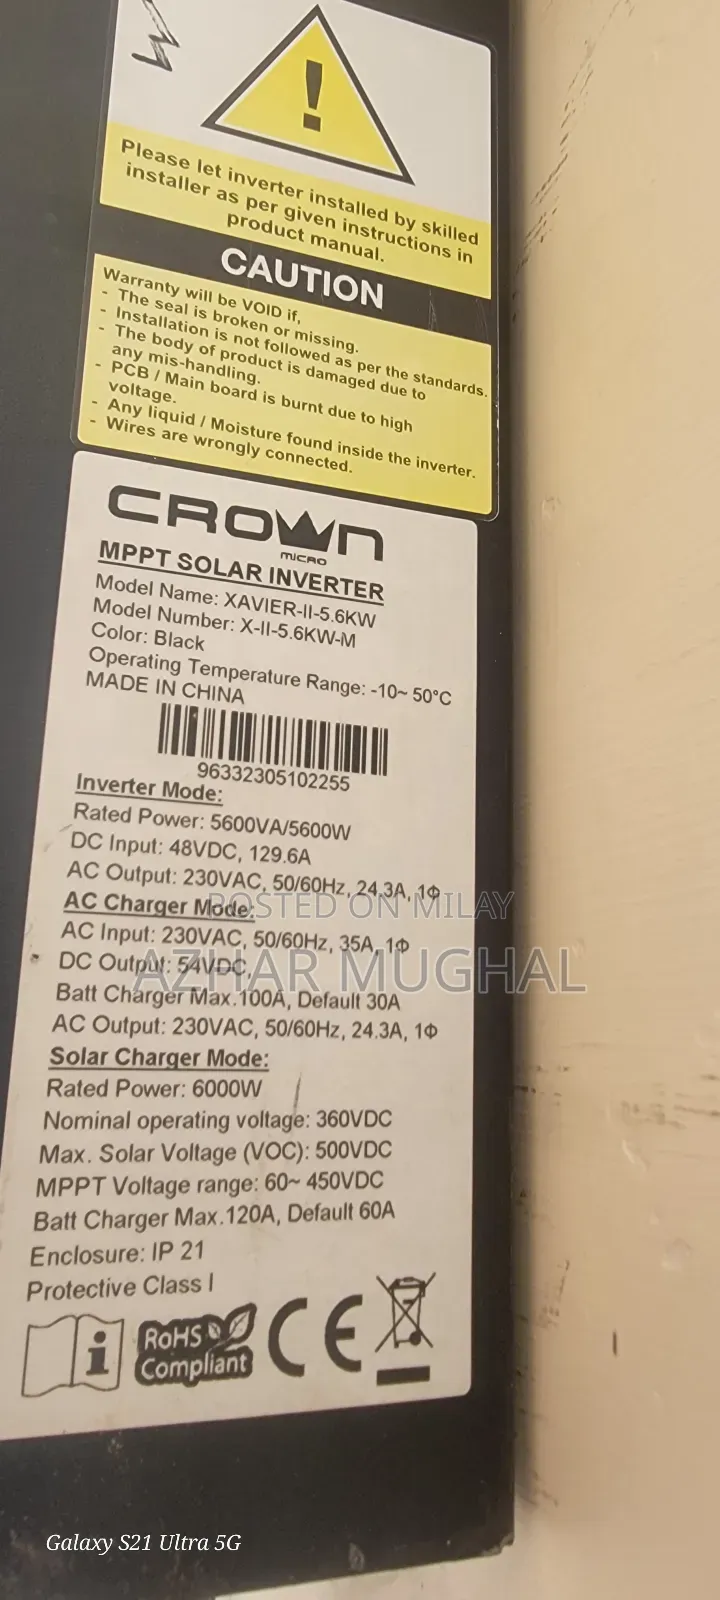 !
Please let inverter installed by skilled
installer as per given instructions in
product manual.
CAUTION
Warranty will be VOID if,
- The seal is broken or missing.
- Installation is not followed as per the standards.
- The body of product is damaged due to
any mis-handling.
- PCB / Main board is burnt due to high
voltage.
- Any liquid / Moisture found inside the inverter.
- Wires are wrongly connected.
CROWN
MICRO
MPPT SOLAR INVERTER
Model Name: XAVIER-II-5.6KW
Model Number: X-II-5.6KW-M
Color: Black
Operating Temperature Range: -10~ 50°C
MADE IN CHINA
96332305102255
Inverter Mode:
Rated Power: 5600VA/5600W
DC Input: 48VDC, 129.6A
AC Output: 230VAC, 50/60Hz, 24.3A, 1Φ
AC Charger Mode:
POSTED ON MILAY
AC Input: 230VAC, 50/60Hz, 35A, 1Φ
DC Output: 54VDC,
AZHAR MUGHAL
Batt Charger Max.100A, Default 30A
AC Output: 230VAC, 50/60Hz, 24.3A, 1Φ
Solar Charger Mode:
Rated Power: 6000W
Nominal operating voltage: 360VDC
Max. Solar Voltage (VOC): 500VDC
MPPT Voltage range: 60~ 450VDC
Batt Charger Max.120A, Default 60A
Enclosure: IP 21
Protective Class I
i
RoHS
Compliant
CE
Galaxy S21 Ultra 5G